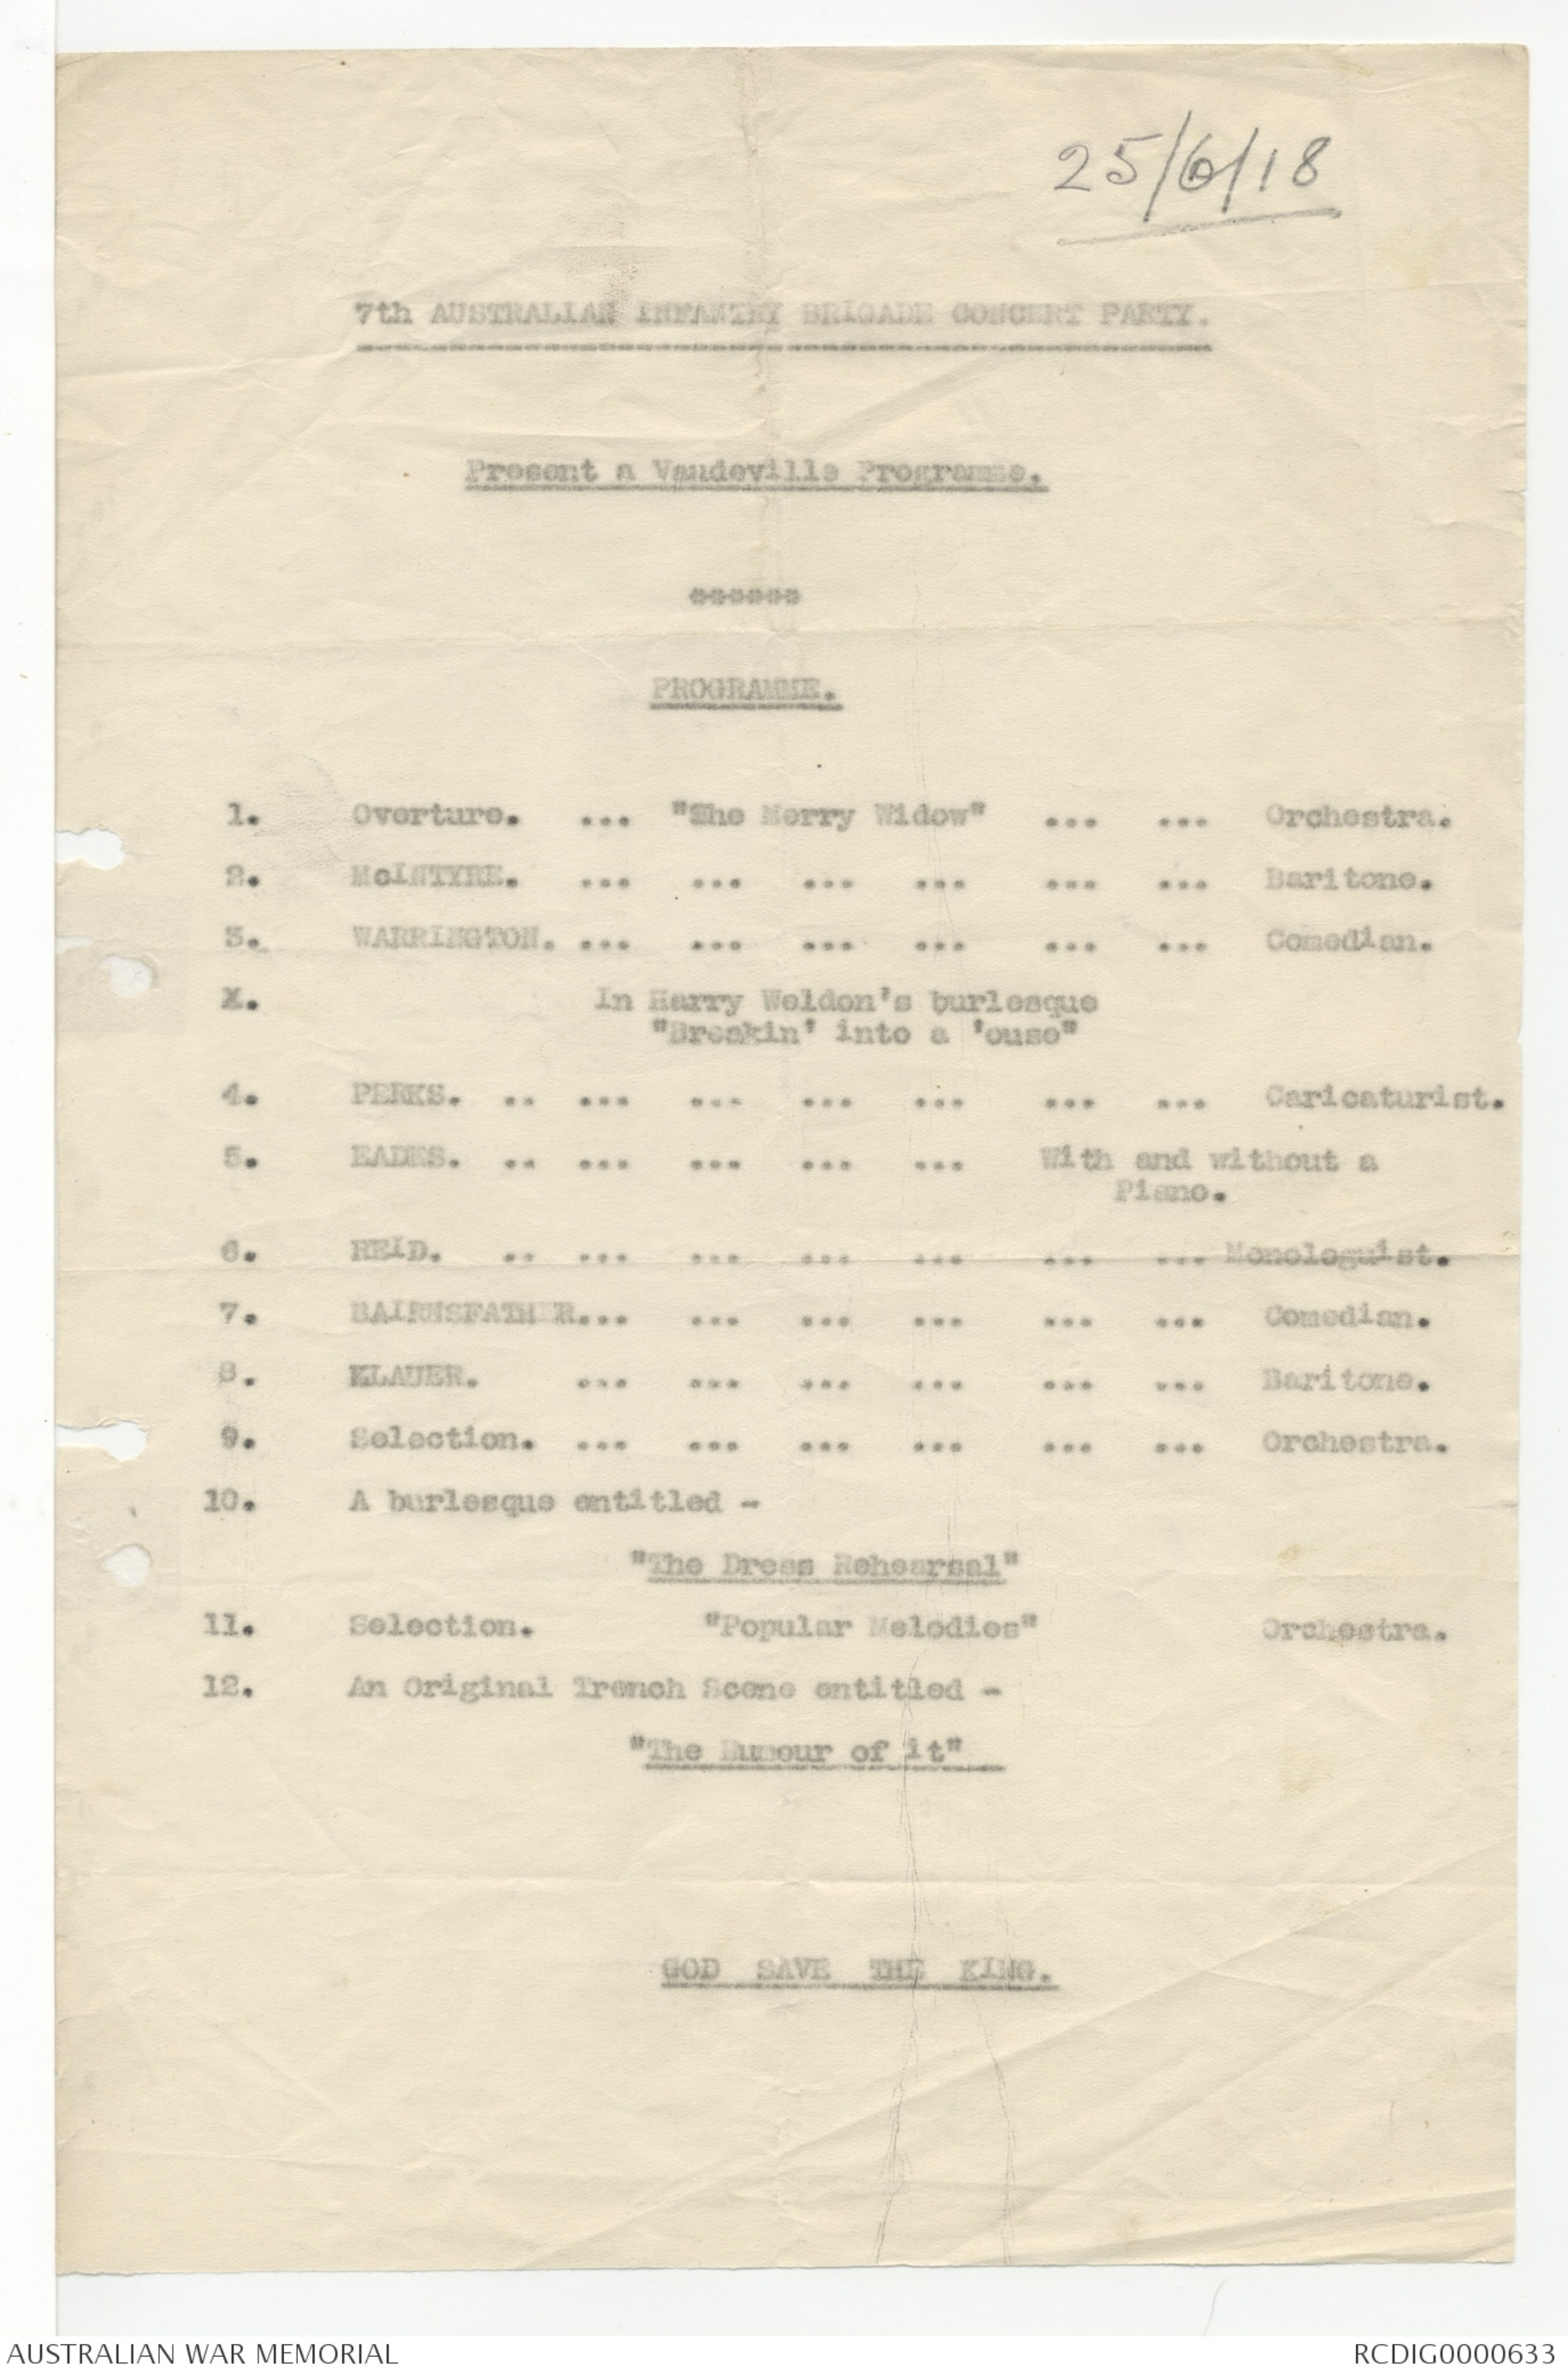 25/6/18
7th AUSTRALIAN INFANTRY BRIGADE CONCERT PARTY.
Present a Vaudeville Programme.
******
PROGRAMME.
1. Overture. ... "The Merry Widow" ... ... Orchestra.
2. McINTYRE. ... ... ... ... ... ... Baritone.
3. WARRINGTON. ... ... ... ... ... ... Comedian.
X. In Harry Weldon's burlesque
"Breakin' into a 'ouse"
4. PERKS. .. ... ... ... ... ... ... Caricaturist.
5. EADES. .. ... ... ... ... With and without a
Piano.
6. REID. .. ... ... ... ... ... ... Monologuist.
7. BAIRNSFATHER... ... ... ... ... ... Comedian.
8. KLAUER. ... ... ... ... ... ... Baritone.
9. Selection. ... ... ... ... ... ... Orchestra.
10. A burlesque entitled -
"The Dress Rehearsal"
11. Selection. "Popular Melodies" Orchestra.
12. An Original Trench Scene entitled -
"The Humour of it"
GOD SAVE THE KING.
AUSTRALIAN WAR MEMORIAL RCDIG0000633